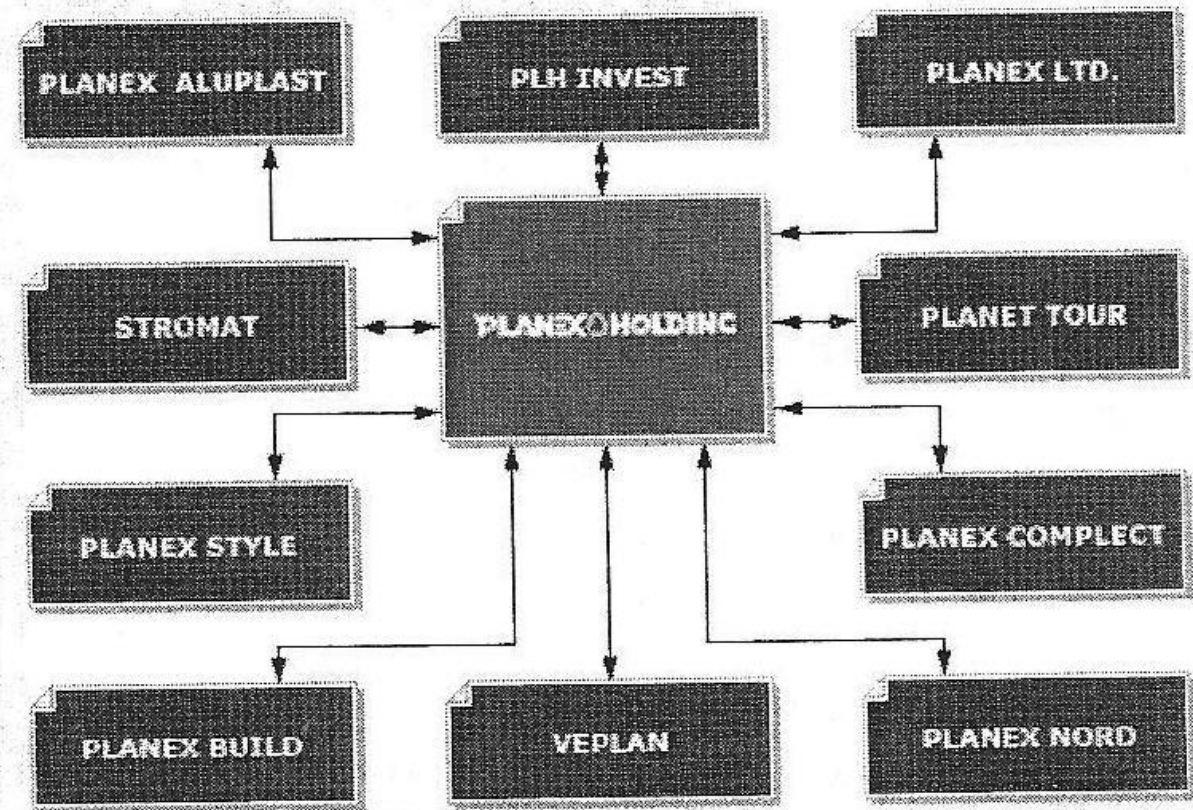 PLANEX ALUPLAST
PLH INVEST
PLANEX LTD.
STROMAT
PLANEX HOLDING
PLANET TOUR
PLANEX STYLE
PLANEX COMPLECT
PLANEX BUILD
VEPLAN
PLANEX NORD